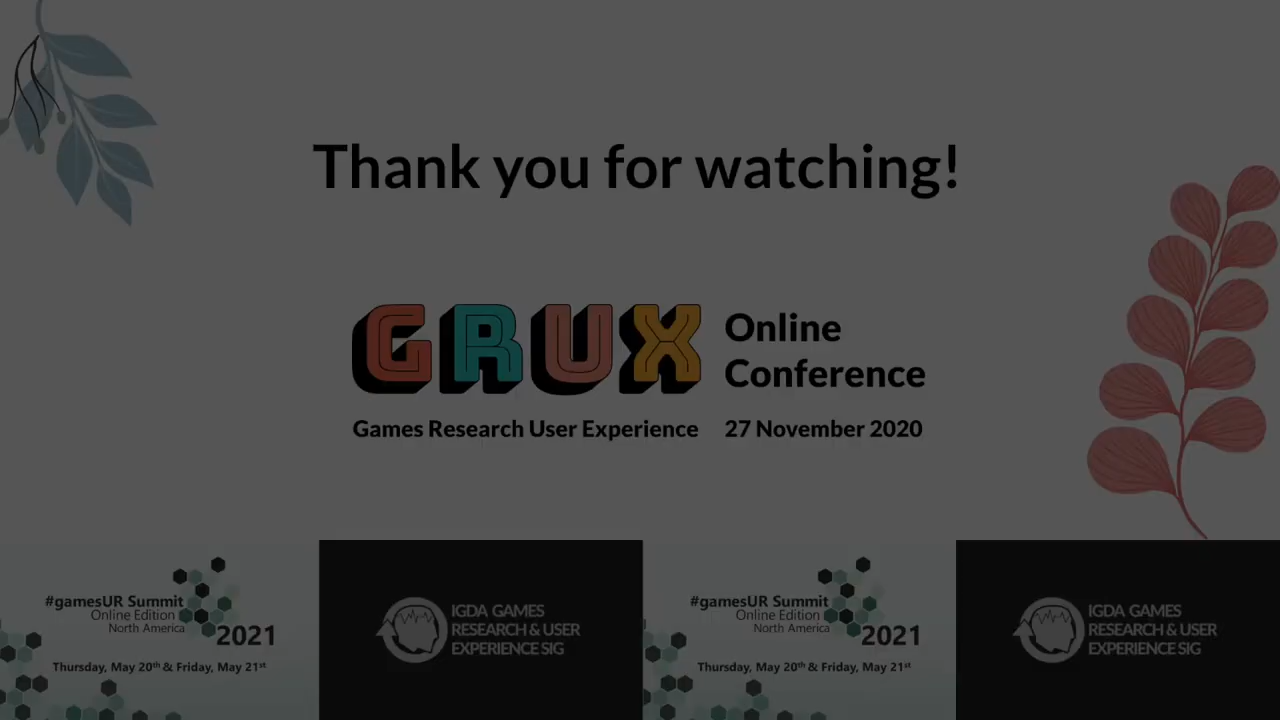 Thank you for watching!
GRUX
Online
Conference
Games Research User Experience
27 November 2020
#gamesUR Summit
Online Edition
North America
2021
Thursday, May 20th & Friday, May 21st
IGDA GAMES
RESEARCH & USER
EXPERIENCE SIG
#gamesUR Summit
Online Edition
North America
2021
Thursday, May 20th & Friday, May 21st
IGDA GAMES
RESEARCH & USER
EXPERIENCE SIG